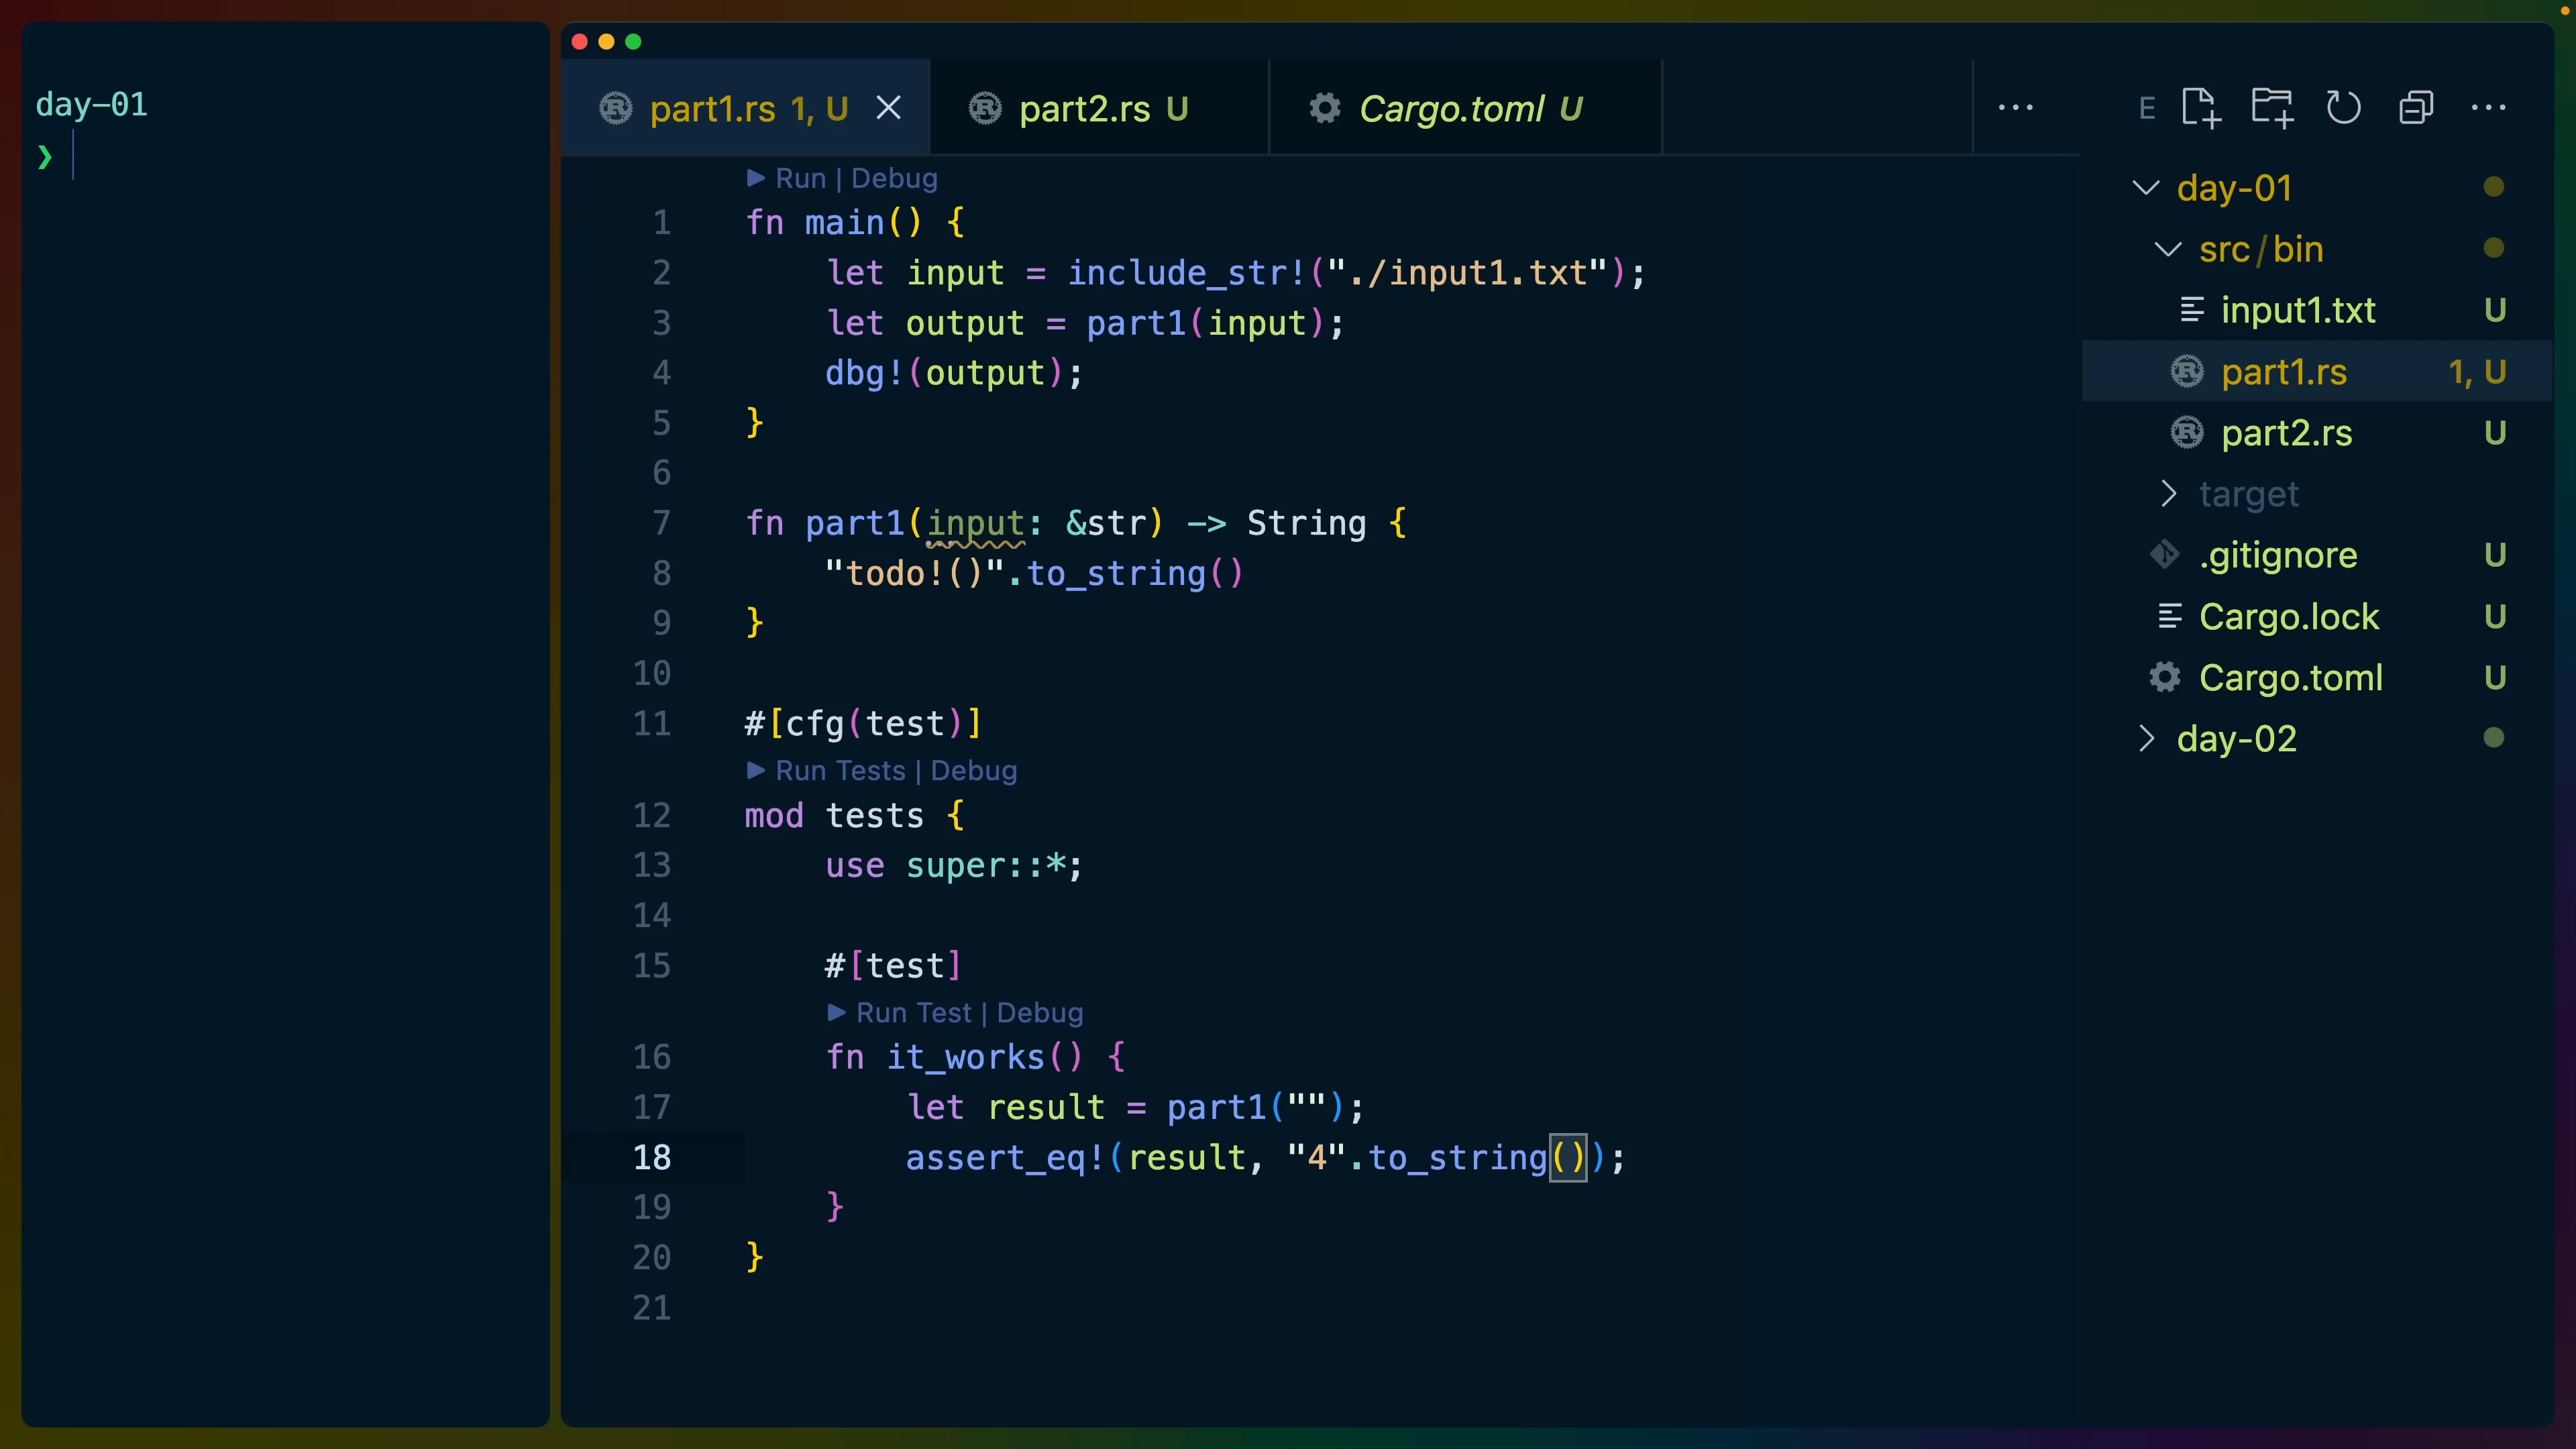 day-01
❯
part1.rs 1, U
part2.rs U
Cargo.toml U
E
Run | Debug
1 fn main() {
2     let input = include_str!("./input1.txt");
3     let output = part1(input);
4     dbg!(output);
5 }
6
7 fn part1(input: &str) -> String {
8     "todo!()".to_string()
9 }
10
11 #[cfg(test)]
Run Tests | Debug
12 mod tests {
13     use super::*;
14
15     #[test]
Run Test | Debug
16     fn it_works() {
17         let result = part1("");
18         assert_eq!(result, "4".to_string());
19     }
20 }
21
day-01
src/bin
input1.txt U
part1.rs 1, U
part2.rs U
target
.gitignore U
Cargo.lock U
Cargo.toml U
day-02